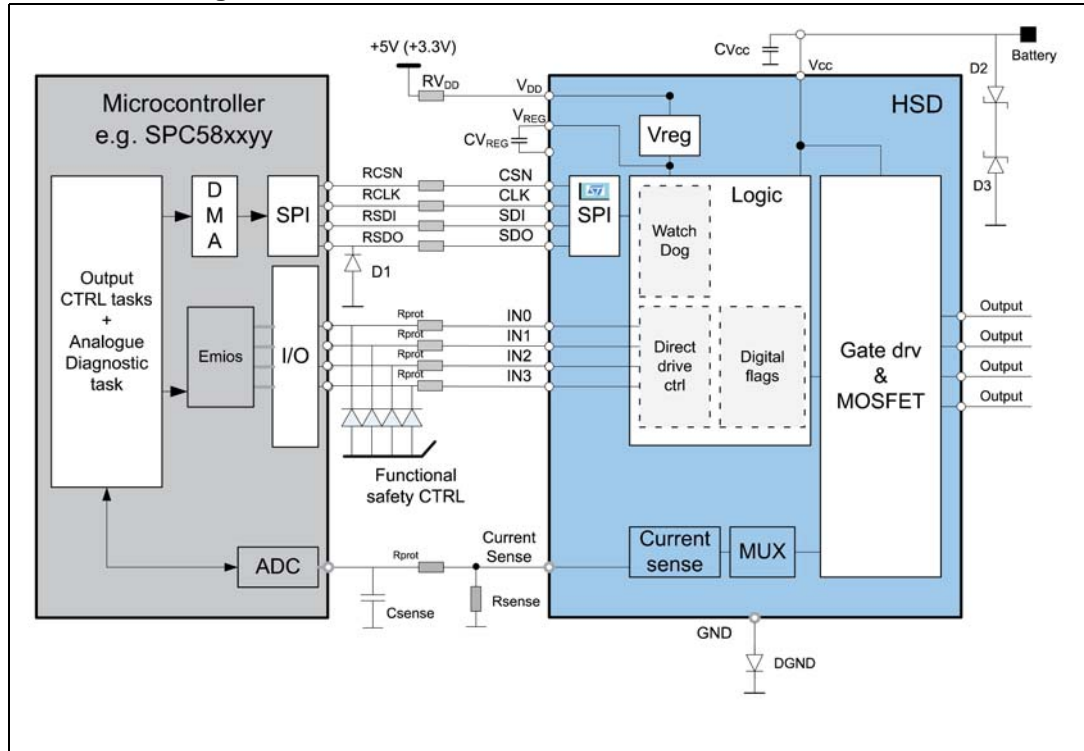 +5V (+3.3V)
CVcc
Battery
Vcc
D2
D3
Microcontroller
e.g. SPC58xxyy
RVDD
VDD
VREG
CVREG
HSD
Vreg
Output
CTRL tasks
+
Analogue
Diagnostic
task
D
M
A
SPI
RCSN
RCLK
RSDI
RSDO
D1
CSN
CLK
SDI
SDO
ST
SPI
Logic
Watch
Dog
Direct
drive
ctrl
Digital
flags
Gate drv
&
MOSFET
Output
Output
Output
Output
Emios
I/O
Rprot
Rprot
Rprot
Rprot
IN0
IN1
IN2
IN3
Functional
safety CTRL
ADC
Rprot
Current
Sense
Csense
Rsense
Current
sense
MUX
GND
DGND